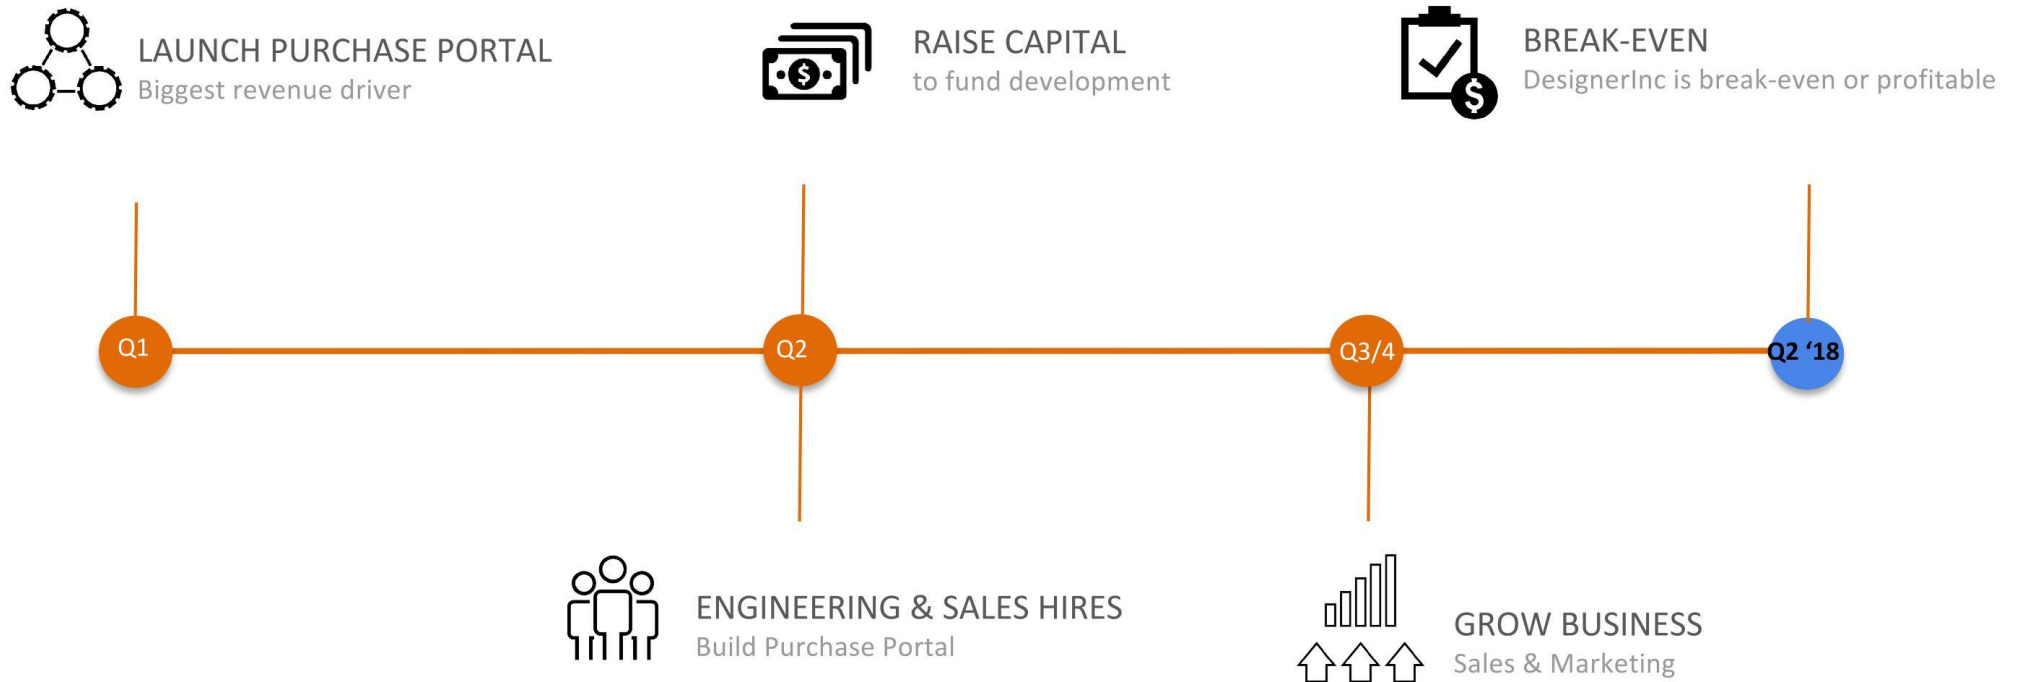 LAUNCH PURCHASE PORTAL
Biggest revenue driver
RAISE CAPITAL
to fund development
BREAK-EVEN
DesignerInc is break-even or profitable
$
$
Q1
Q2
Q3/4
Q2 ‘18
ENGINEERING & SALES HIRES
Build Purchase Portal
GROW BUSINESS
Sales & Marketing